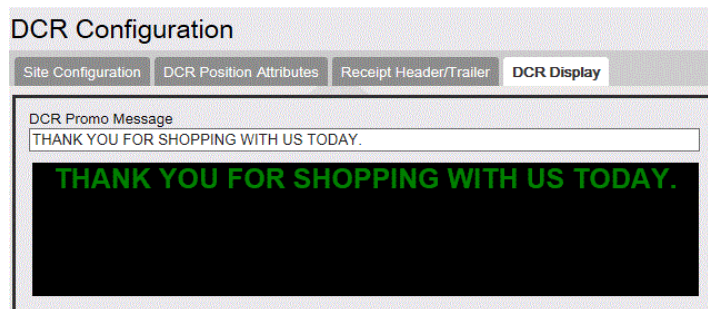 DCR Configuration
Site Configuration DCR Position Attributes Receipt Header/Trailer DCR Display
DCR Promo Message
THANK YOU FOR SHOPPING WITH US TODAY.
THANK YOU FOR SHOPPING WITH US TODAY.